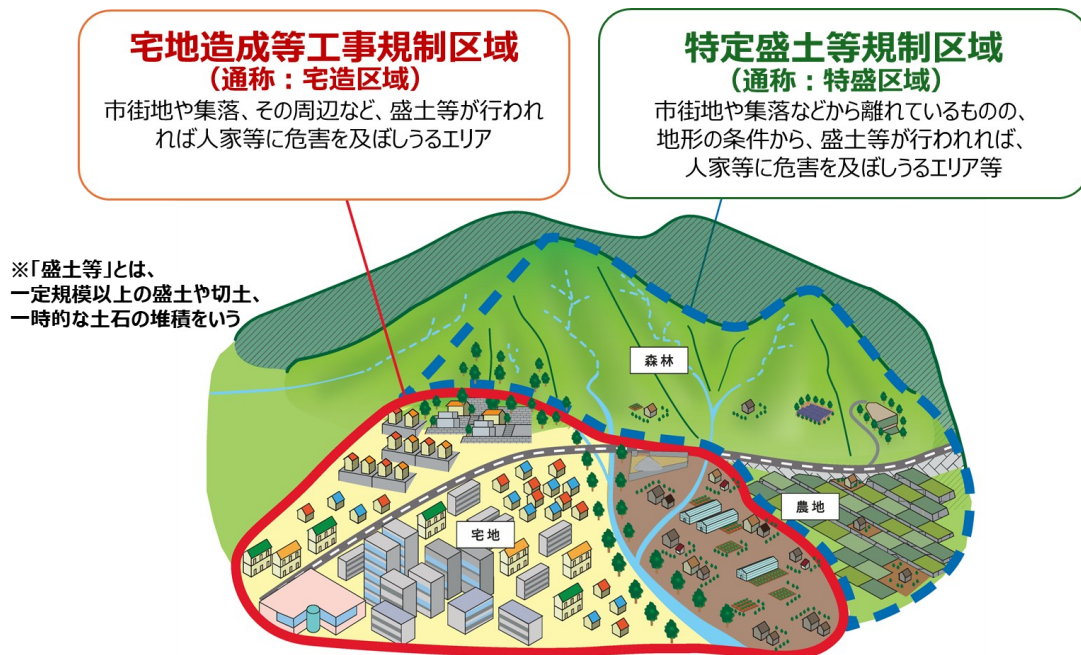 宅地造成等工事規制区域
（通称：宅造区域）
市街地や集落、その周辺など、盛土等が行われ
れば人家等に危害を及ぼしうるエリア
特定盛土等規制区域
（通称：特盛区域）
市街地や集落などから離れているものの、
地形の条件から、盛土等が行われれば、
人家等に危害を及ぼしうるエリア等
※「盛土等」とは、
一定規模以上の盛土や切土、
一時的な土石の堆積をいう
森林
農地
宅地